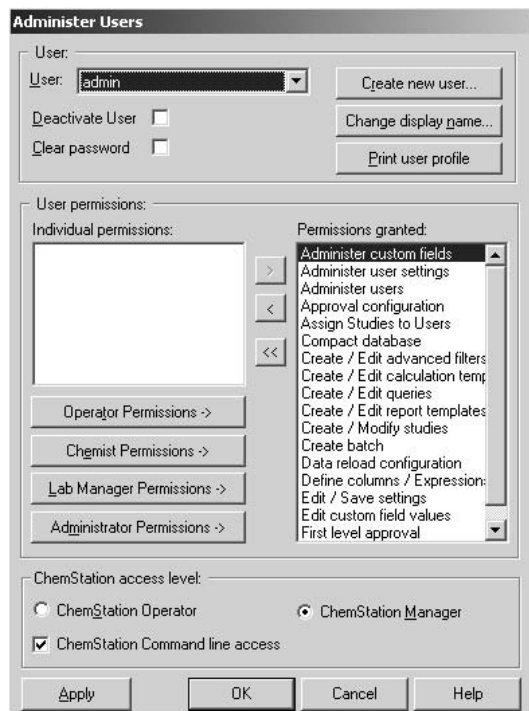 Administer Users
User:
User: admin
Create new user...
Deactivate User
Change display name...
Clear password
Print user profile
User permissions:
Individual permissions:
>
<
<<
Operator Permissions ->
Chemist Permissions ->
Lab Manager Permissions ->
Administrator Permissions ->
Permissions granted:
Administer custom fields
Administer user settings
Administer users
Approval configuration
Assign Studies to Users
Compact database
Create / Edit advanced filters
Create / Edit calculation temp
Create / Edit queries
Create / Edit report templates
Create / Modify studies
Create batch
Data reload configuration
Define columns / Expression:
Edit / Save settings
Edit custom field values
First level approval
ChemStation access level:
ChemStation Operator
ChemStation Manager
ChemStation Command line access
Apply
OK
Cancel
Help